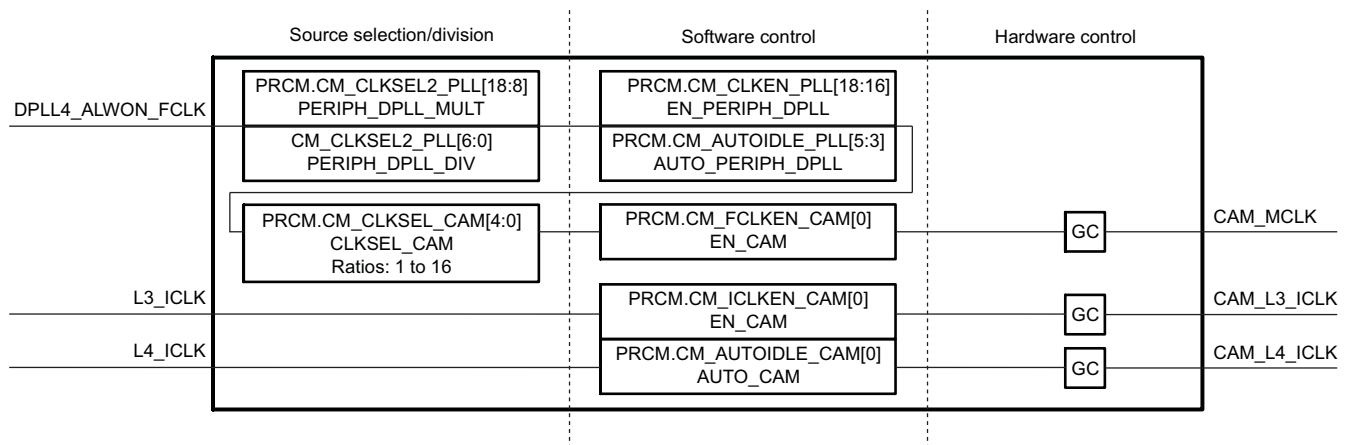 Source selection/division
Software control
Hardware control
DPLL4_ALWON_FCLK
PRCM.CM_CLKSEL2_PLL[18:8]
PERIPH_DPLL_MULT
CM_CLKSEL2_PLL[6:0]
PERIPH_DPLL_DIV
PRCM.CM_CLKEN_PLL[18:16]
EN_PERIPH_DPLL
PRCM.CM_AUTOIDLE_PLL[5:3]
AUTO_PERIPH_DPLL
PRCM.CM_CLKSEL_CAM[4:0]
CLKSEL_CAM
Ratios: 1 to 16
PRCM.CM_FCLKEN_CAM[0]
EN_CAM
GC
CAM_MCLK
L3_ICLK
PRCM.CM_ICLKEN_CAM[0]
EN_CAM
GC
CAM_L3_ICLK
L4_ICLK
PRCM.CM_AUTOIDLE_CAM[0]
AUTO_CAM
GC
CAM_L4_ICLK